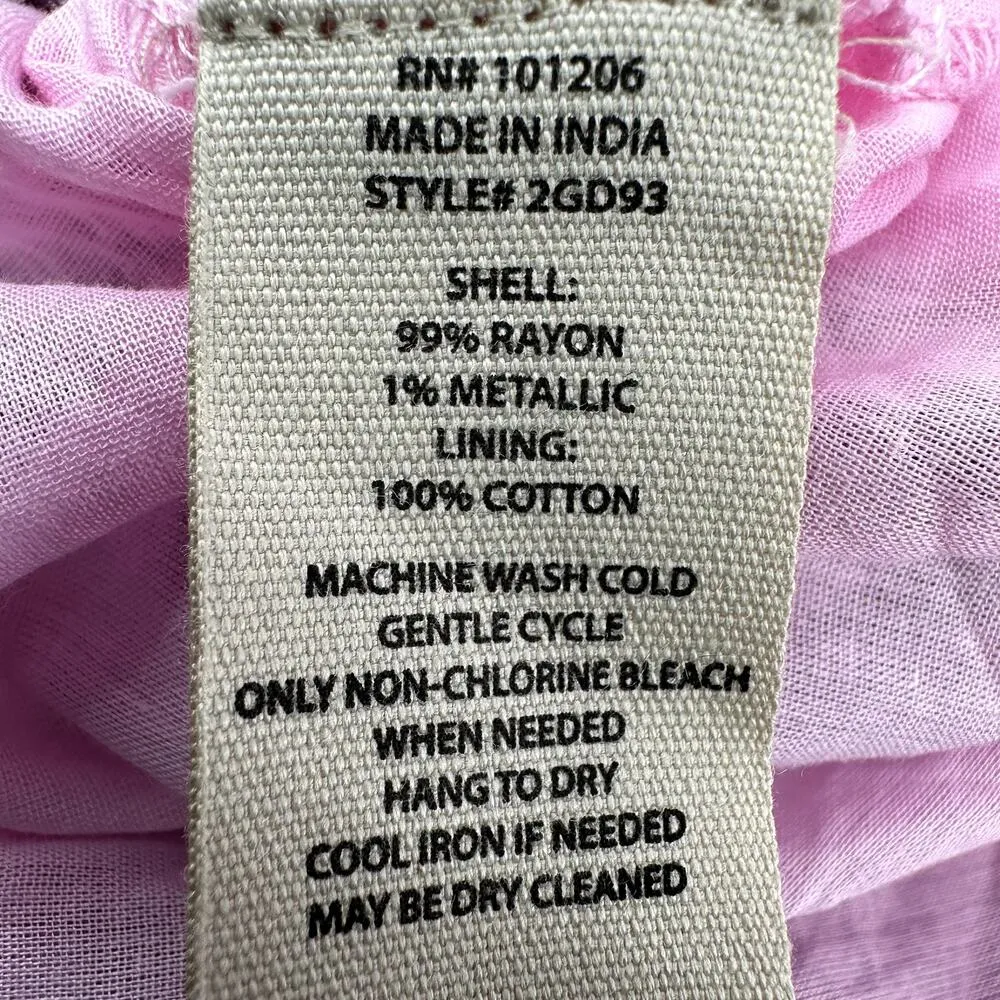 RN# 101206
MADE IN INDIA
STYLE# 2GD93
SHELL:
99% RAYON
1% METALLIC
LINING:
100% COTTON
MACHINE WASH COLD
GENTLE CYCLE
ONLY NON-CHLORINE BLEACH
WHEN NEEDED
HANG TO DRY
COOL IRON IF NEEDED
MAY BE DRY CLEANED